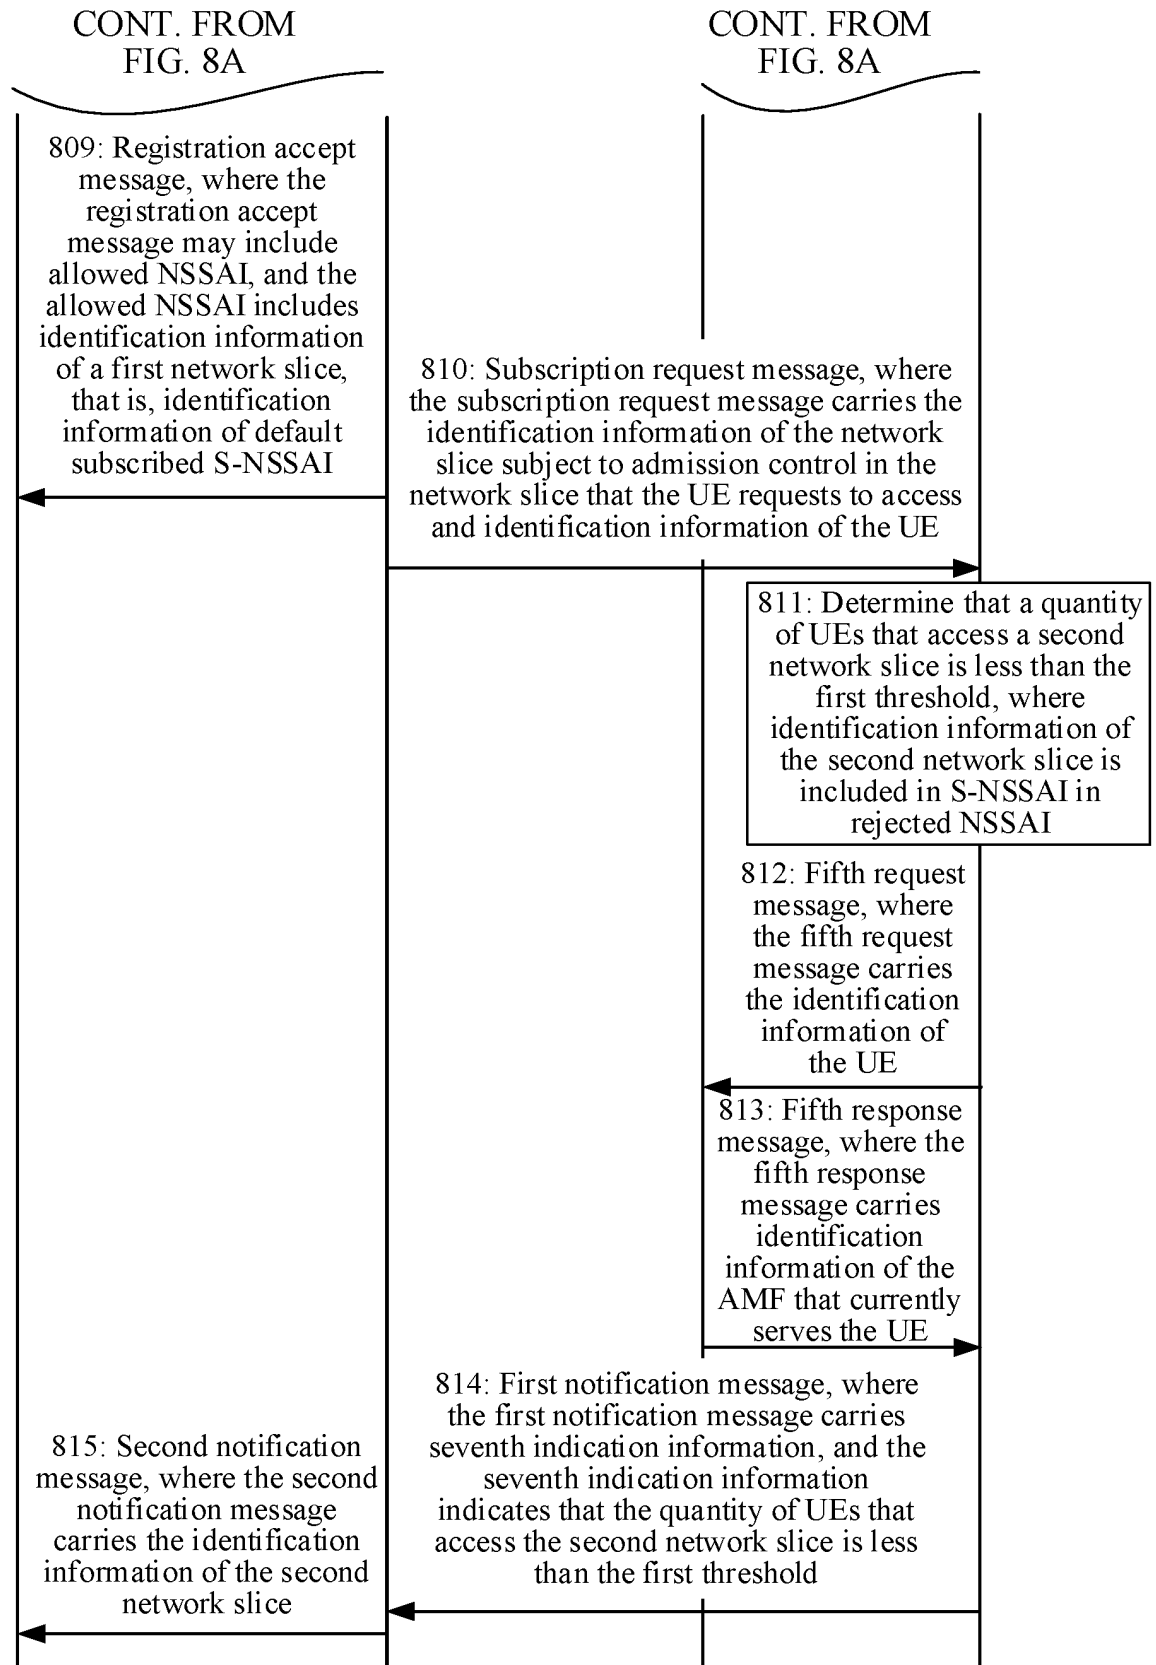 CONT. FROM
FIG. 8A
CONT. FROM
FIG. 8A
809: Registration accept
message, where the
registration accept
message may include
allowed NSSAI, and the
allowed NSSAI includes
identification information
of a first network slice,
that is, identification
information of default
subscribed S-NSSAI
810: Subscription request message, where
the subscription request message carries the
identification information of the network
slice subject to admission control in the
network slice that the UE requests to access
and identification information of the UE
811: Determine that a quantity
of UEs that access a second
network slice is less than the
first threshold, where
identification information of
the second network slice is
included in S-NSSAI in
rejected NSSAI
812: Fifth request
message, where
the fifth request
message carries
the identification
information of
the UE
813: Fifth response
message, where the
fifth response
message carries
identification
information of the
AMF that currently
serves the UE
814: First notification message, where
the first notification message carries
seventh indication information, and the
seventh indication information
indicates that the quantity of UEs that
access the second network slice is less
than the first threshold
815: Second notification
message, where the second
notification message
carries the identification
information of the second
network slice